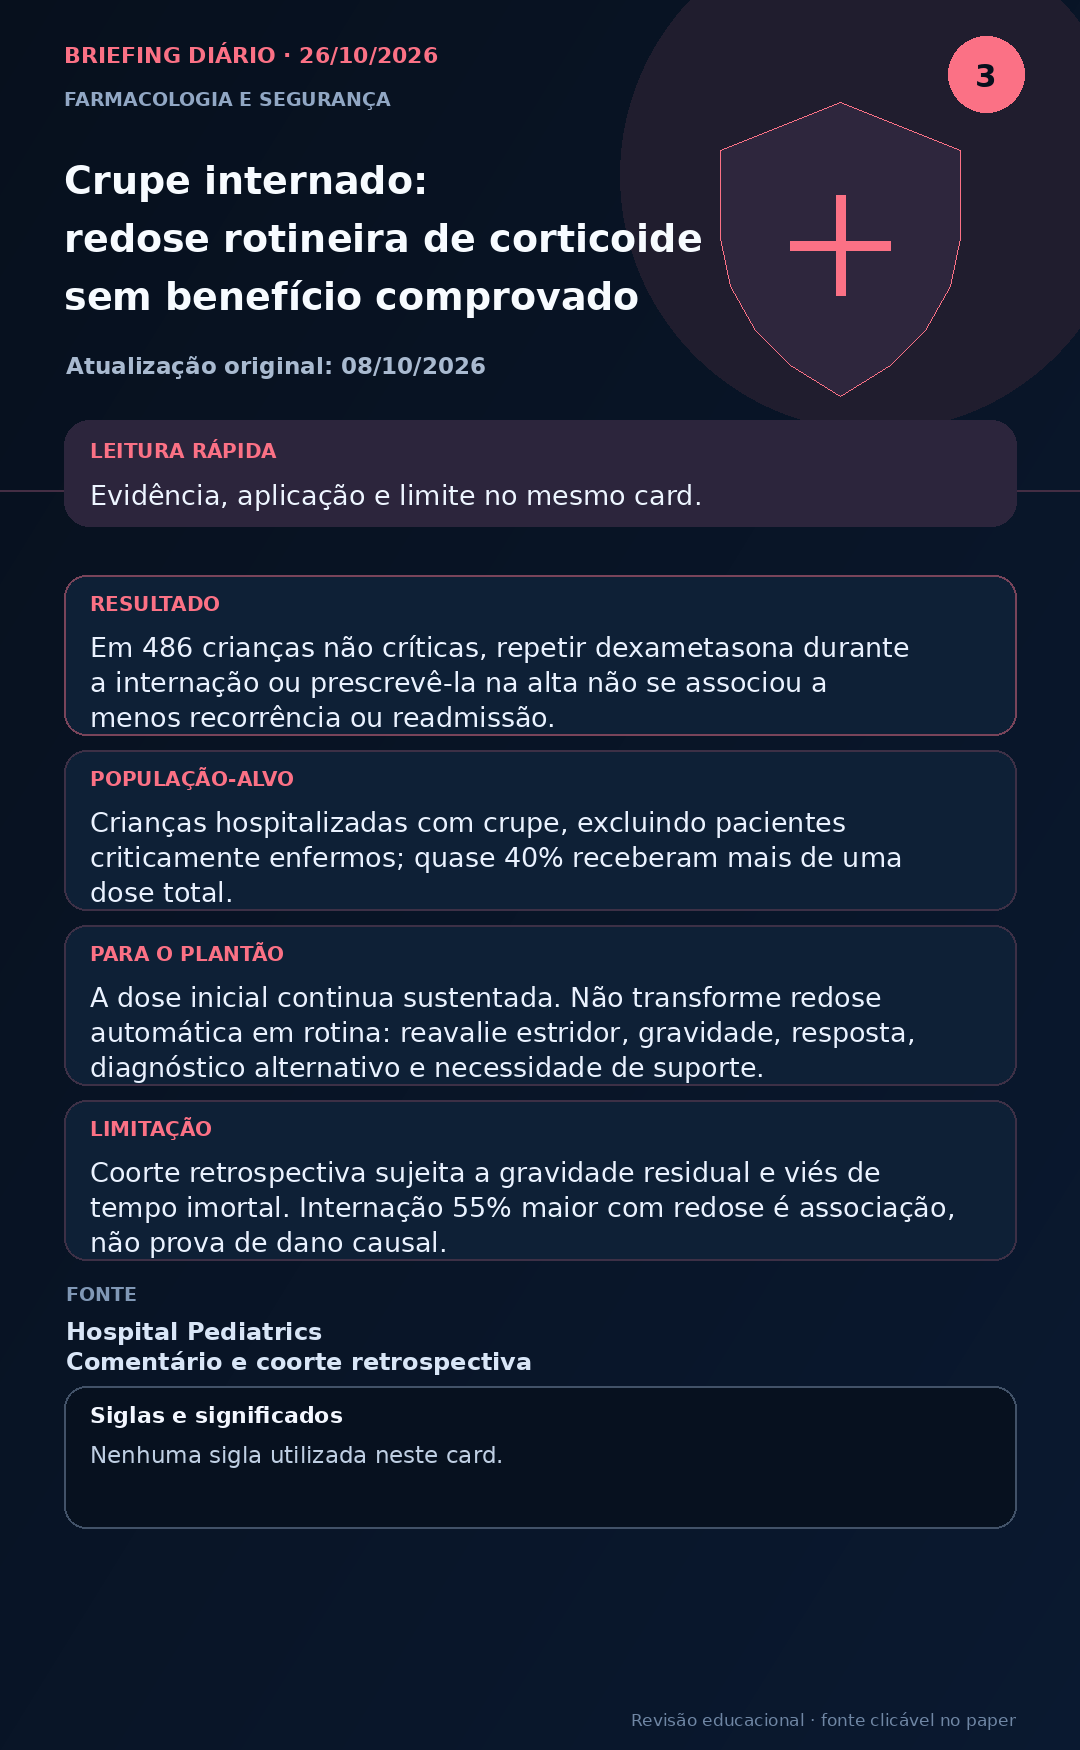 BRIEFING DIÁRIO · 26/10/2026
3
FARMACOLOGIA E SEGURANÇA
Crupe internado:
redose rotineira de corticoide
sem benefício comprovado
Atualização original: 08/10/2026
LEITURA RÁPIDA
Evidência, aplicação e limite no mesmo card.
RESULTADO
Em 486 crianças não críticas, repetir dexametasona durante
a internação ou prescrevê-la na alta não se associou a
menos recorrência ou readmissão.
POPULAÇÃO-ALVO
Crianças hospitalizadas com crupe, excluindo pacientes
criticamente enfermos; quase 40% receberam mais de uma
dose total.
PARA O PLANTÃO
A dose inicial continua sustentada. Não transforme redose
automática em rotina: reavalie estridor, gravidade, resposta,
diagnóstico alternativo e necessidade de suporte.
LIMITAÇÃO
Coorte retrospectiva sujeita a gravidade residual e viés de
tempo imortal. Internação 55% maior com redose é associação,
não prova de dano causal.
FONTE
Hospital Pediatrics
Comentário e coorte retrospectiva
Siglas e significados
Nenhuma sigla utilizada neste card.
Revisão educacional · fonte clicável no paper